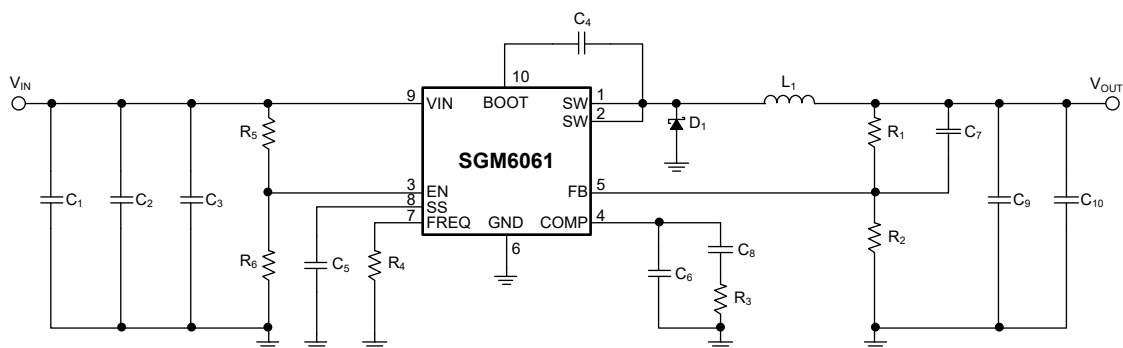 C4
VIN
10
9
VIN
BOOT
SW
1
SW
2
L1
VOUT
R5
D1
R1
C7
SGM6061
C1
C2
C3
3
EN
FB
5
8
SS
7
FREQ
GND
COMP
4
C9
C10
R6
C5
R4
6
C6
C8
R2
R3